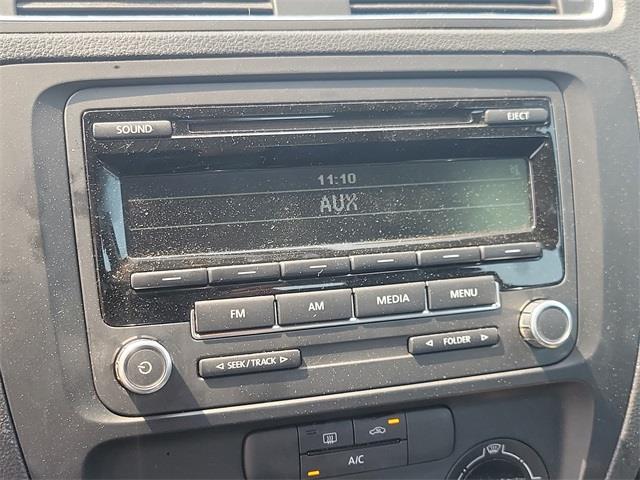 SOUND EJECT
11:10
AUX
FM AM MEDIA MENU
SEEK/TRACK FOLDER
A/C